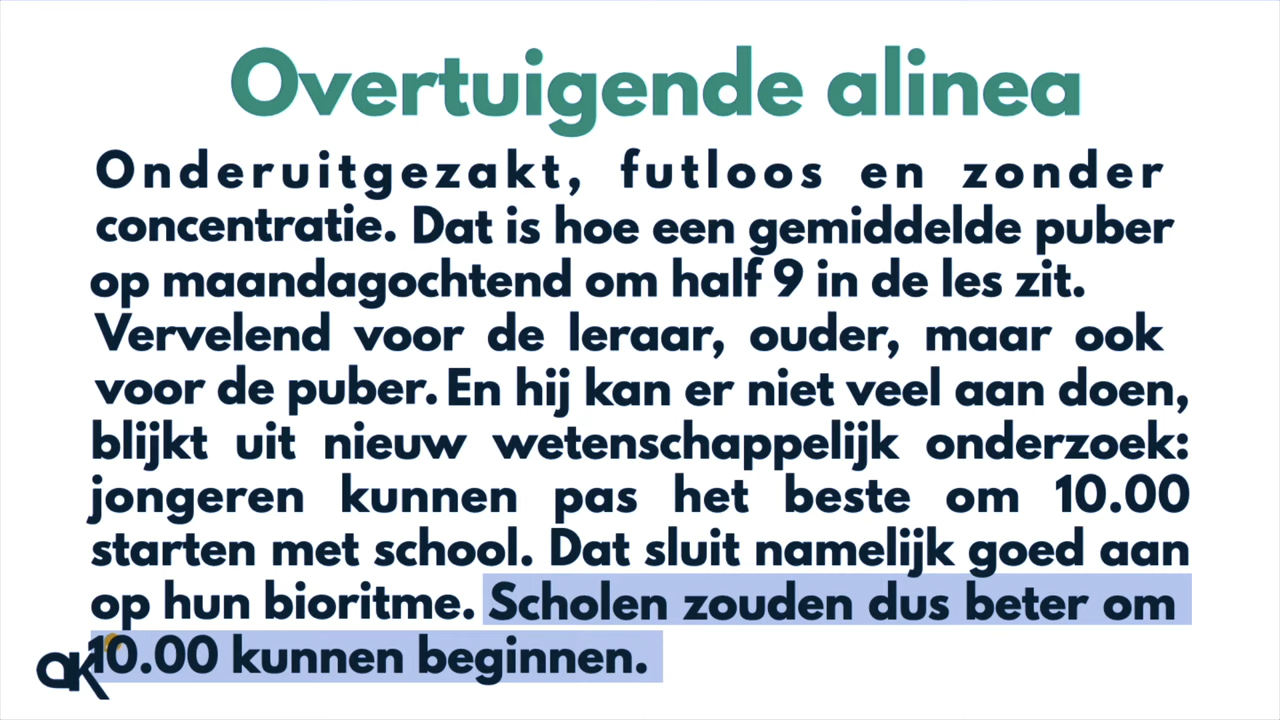 Overtuigende alinea
Onderuitgezakt, futloos en zonder
concentratie. Dat is hoe een gemiddelde puber
op maandagochtend om half 9 in de les zit.
Vervelend voor de leraar, ouder, maar ook
voor de puber. En hij kan er niet veel aan doen,
blijkt uit nieuw wetenschappelijk onderzoek:
jongeren kunnen pas het beste om 10.00
starten met school. Dat sluit namelijk goed aan
op hun bioritme. Scholen zouden dus beter om
10.00 kunnen beginnen.
aK